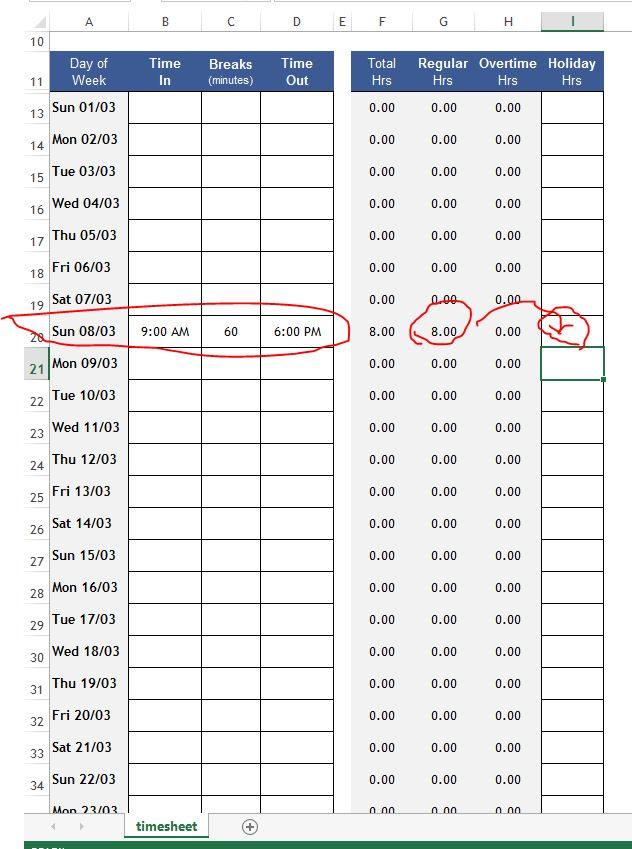 A B C D E F G H I
10
11 Day of Week Time In Breaks (minutes) Time Out Total Hrs Regular Hrs Overtime Hrs Holiday Hrs
13 Sun 01/03 0.00 0.00 0.00
14 Mon 02/03 0.00 0.00 0.00
15 Tue 03/03 0.00 0.00 0.00
16 Wed 04/03 0.00 0.00 0.00
17 Thu 05/03 0.00 0.00 0.00
18 Fri 06/03 0.00 0.00 0.00
19 Sat 07/03 0.00 0.00 0.00
20 Sun 08/03 9:00 AM 60 6:00 PM 8.00 8.00 0.00
21 Mon 09/03 0.00 0.00 0.00
22 Tue 10/03 0.00 0.00 0.00
23 Wed 11/03 0.00 0.00 0.00
24 Thu 12/03 0.00 0.00 0.00
25 Fri 13/03 0.00 0.00 0.00
26 Sat 14/03 0.00 0.00 0.00
27 Sun 15/03 0.00 0.00 0.00
28 Mon 16/03 0.00 0.00 0.00
29 Tue 17/03 0.00 0.00 0.00
30 Wed 18/03 0.00 0.00 0.00
31 Thu 19/03 0.00 0.00 0.00
32 Fri 20/03 0.00 0.00 0.00
33 Sat 21/03 0.00 0.00 0.00
34 Sun 22/03 0.00 0.00 0.00
Mon 23/03 0.00 0.00 0.00
timesheet